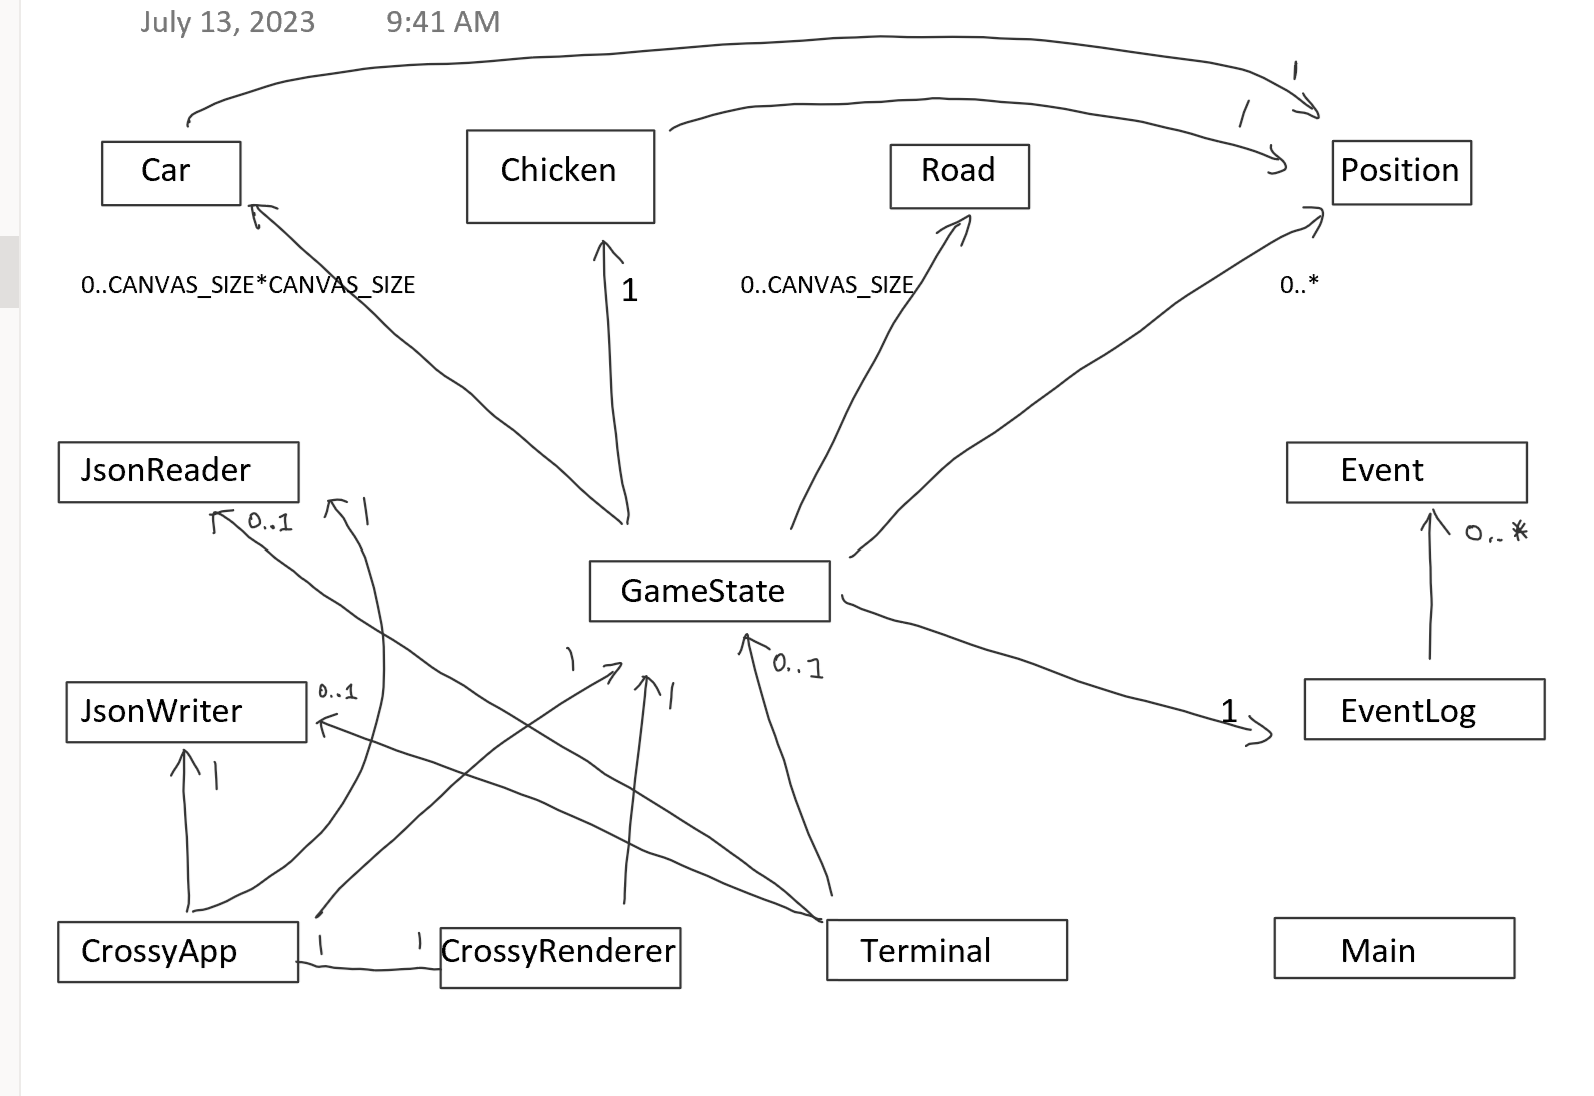 July 13, 2023 9:41 AM
1
1
Car Chicken Road Position
0..CANVAS_SIZE*CANVAS_SIZE 1 0..CANVAS_SIZE 0..*
JsonReader Event
0..1 1 0..*
GameState
1 0..1
JsonWriter 0..1 1 1 EventLog
1
1 1
CrossyApp CrossyRenderer Terminal Main